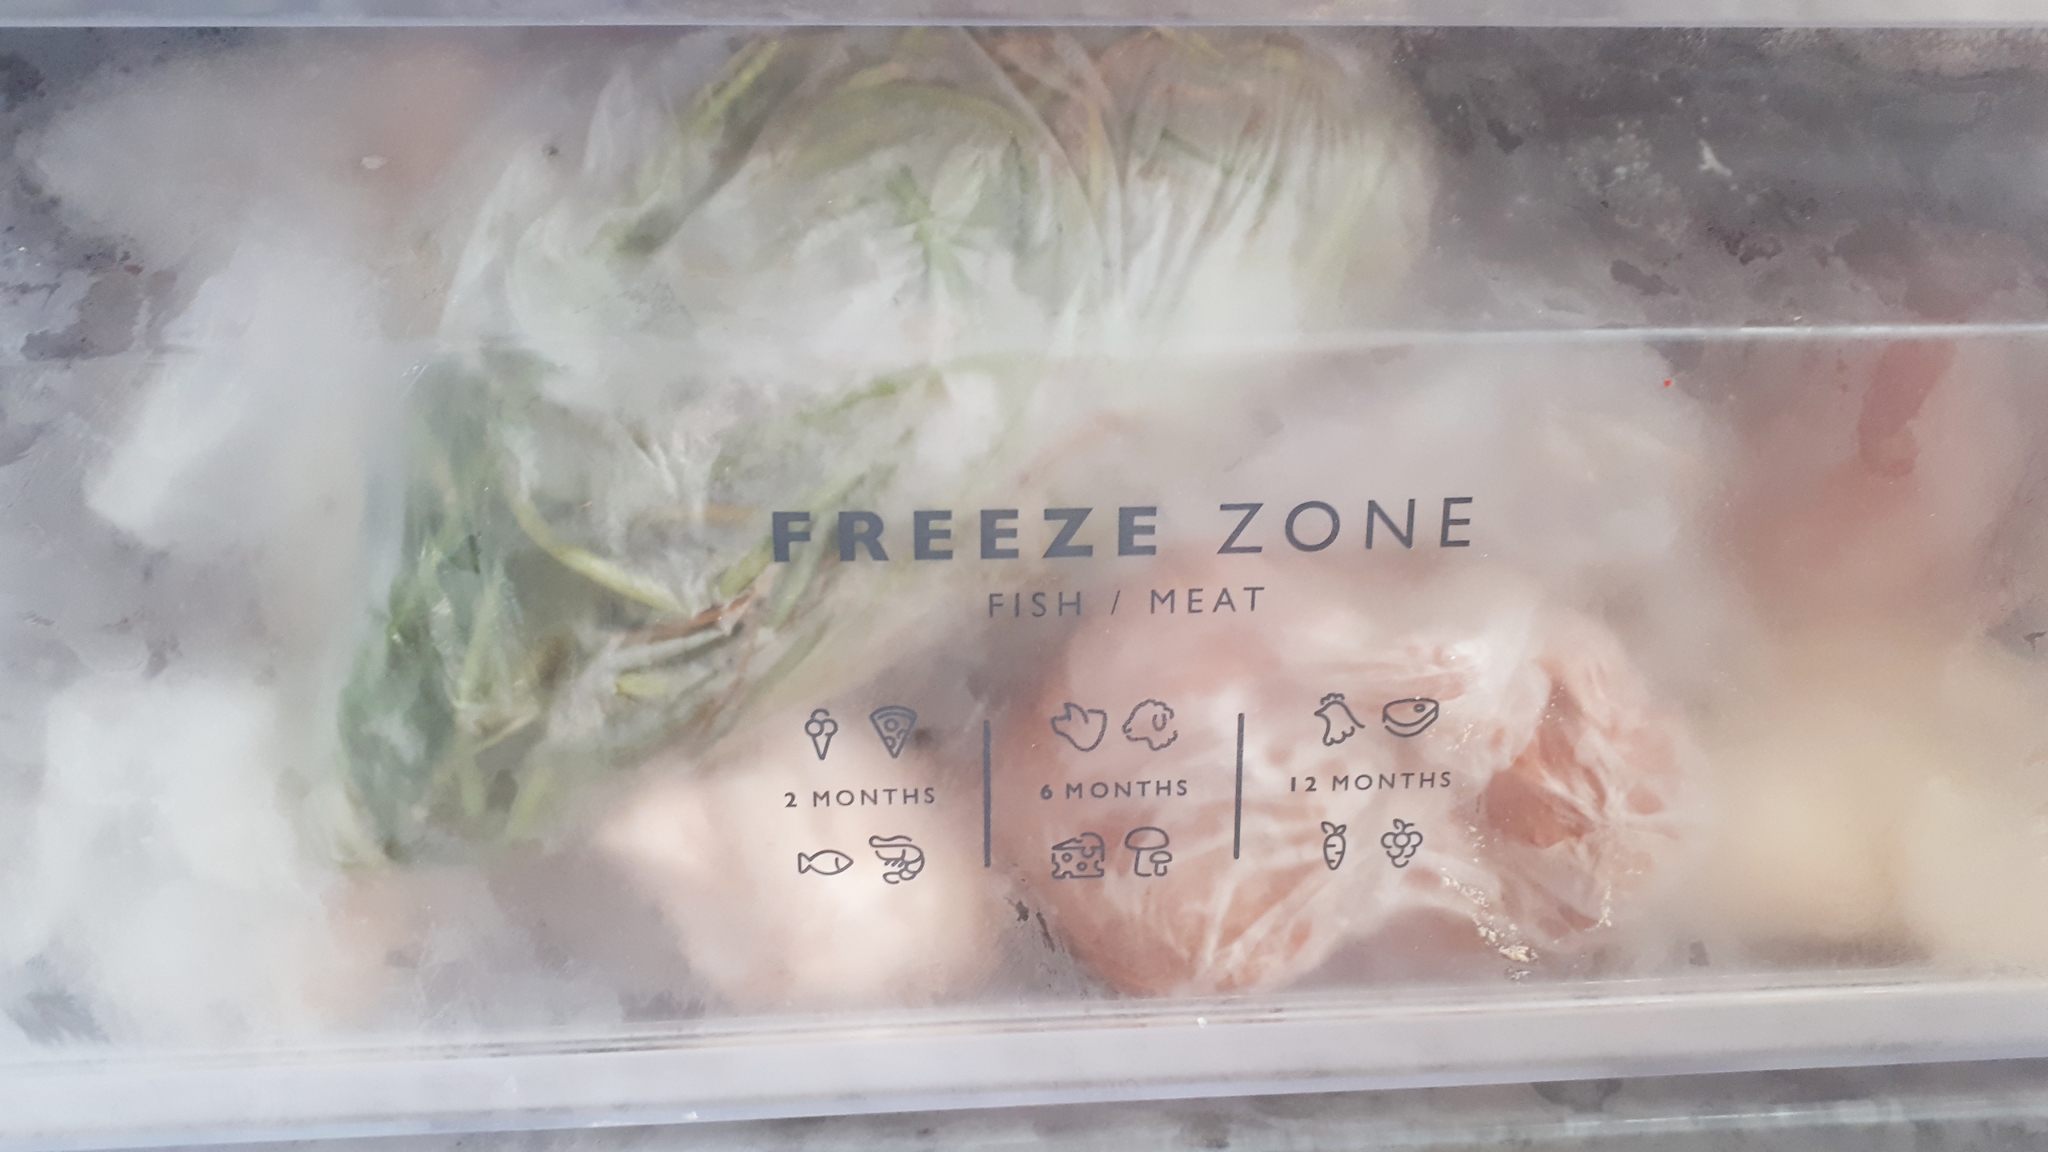 FREEZE ZONE
FISH / MEAT
2 MONTHS
6 MONTHS
12 MONTHS